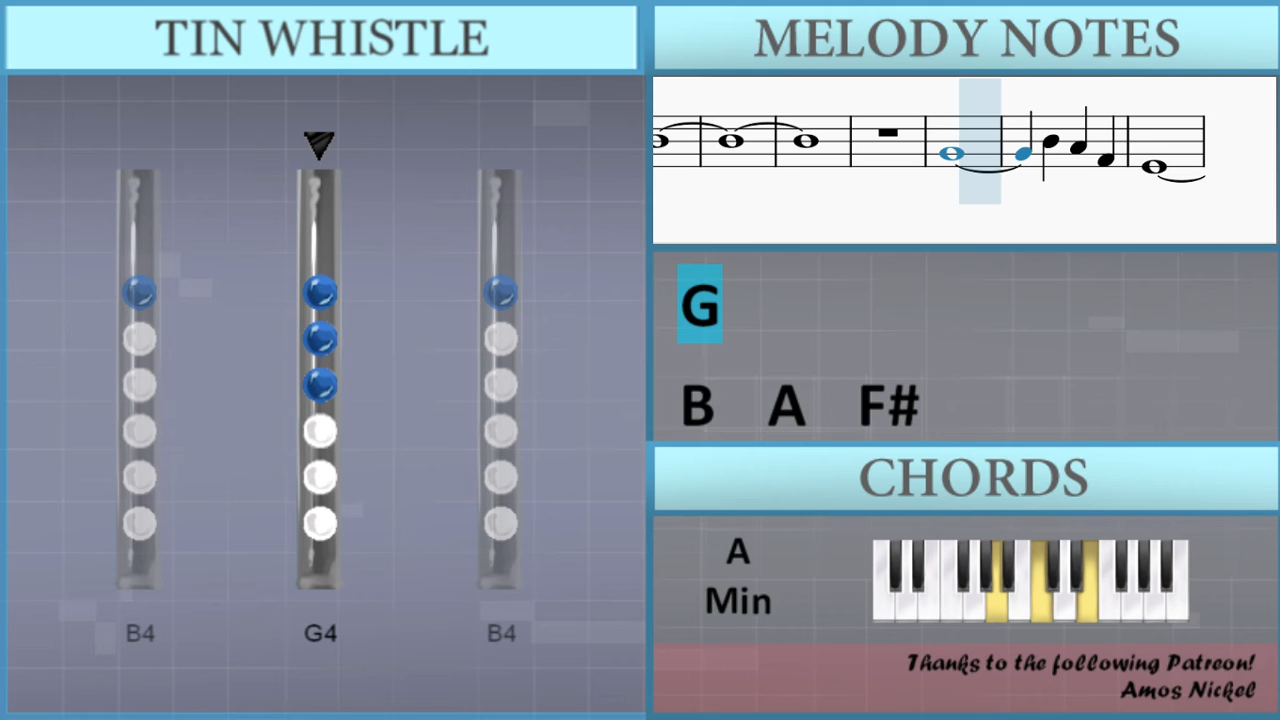 TIN WHISTLE
B4 G4 B4
MELODY NOTES
G
B A F#
CHORDS
A
Min
Thanks to the following Patreon!
Amos Nickel